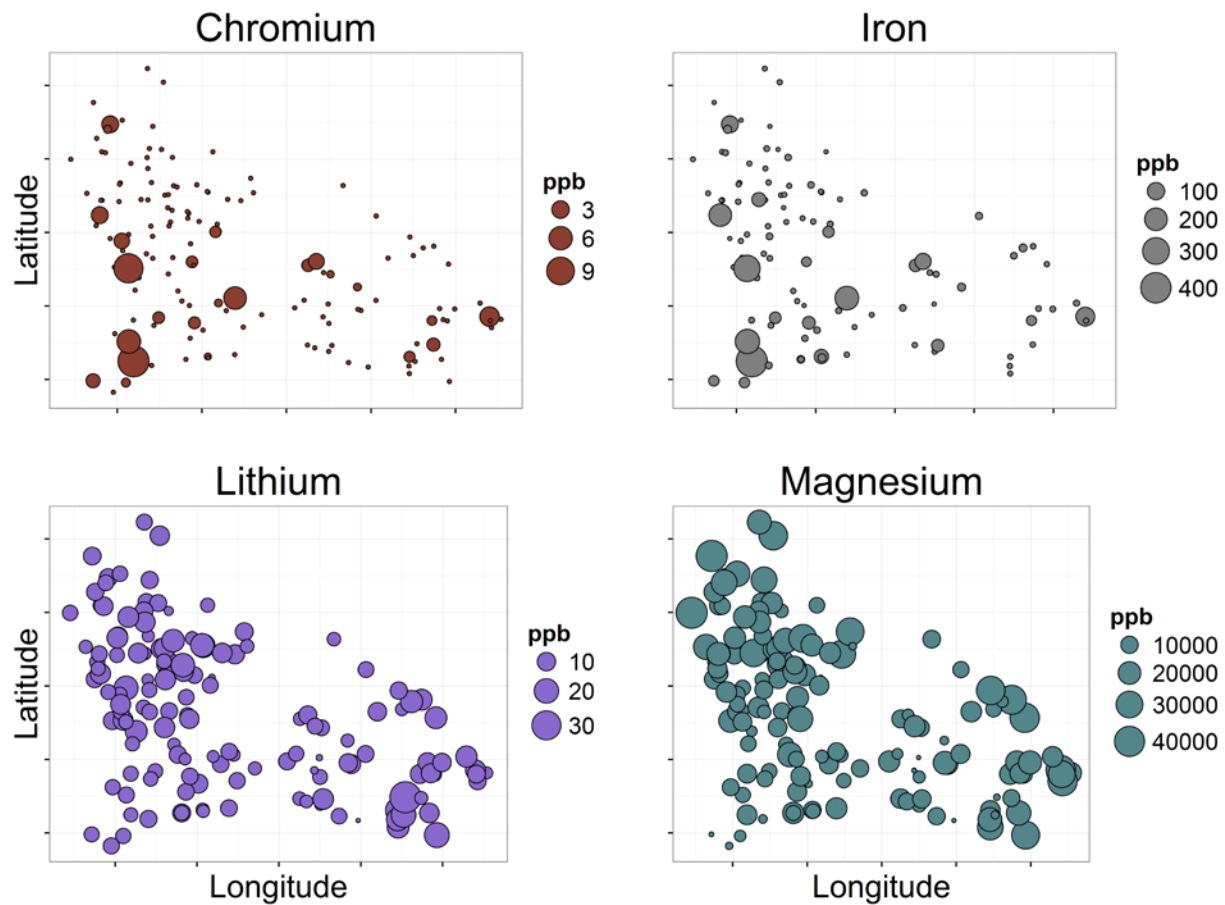 Chromium
Latitude
ppb
3
6
9
Iron
ppb
100
200
300
400
Lithium
Latitude
Longitude
ppb
10
20
30
Magnesium
Longitude
ppb
10000
20000
30000
40000